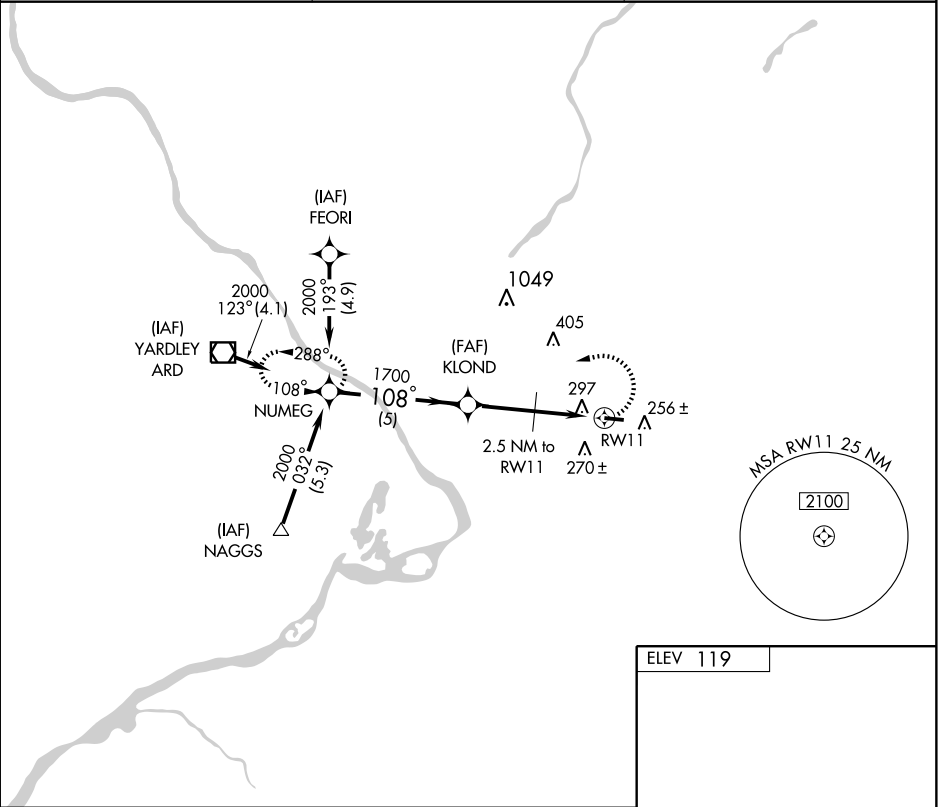 (IAF)
FEORI
2000
193°
(4.9)
2000
123° (4.1)
(IAF)
YARDLEY
ARD
288°
108°
NUMEG
1700
108°
(5)
(FAF)
KLOND
1049
405
297
256 ±
RW11
2.5 NM to
RW11
270 ±
2000
032°
(5.3)
(IAF)
NAGGS
MSA RW11 25 NM
2100
ELEV 119